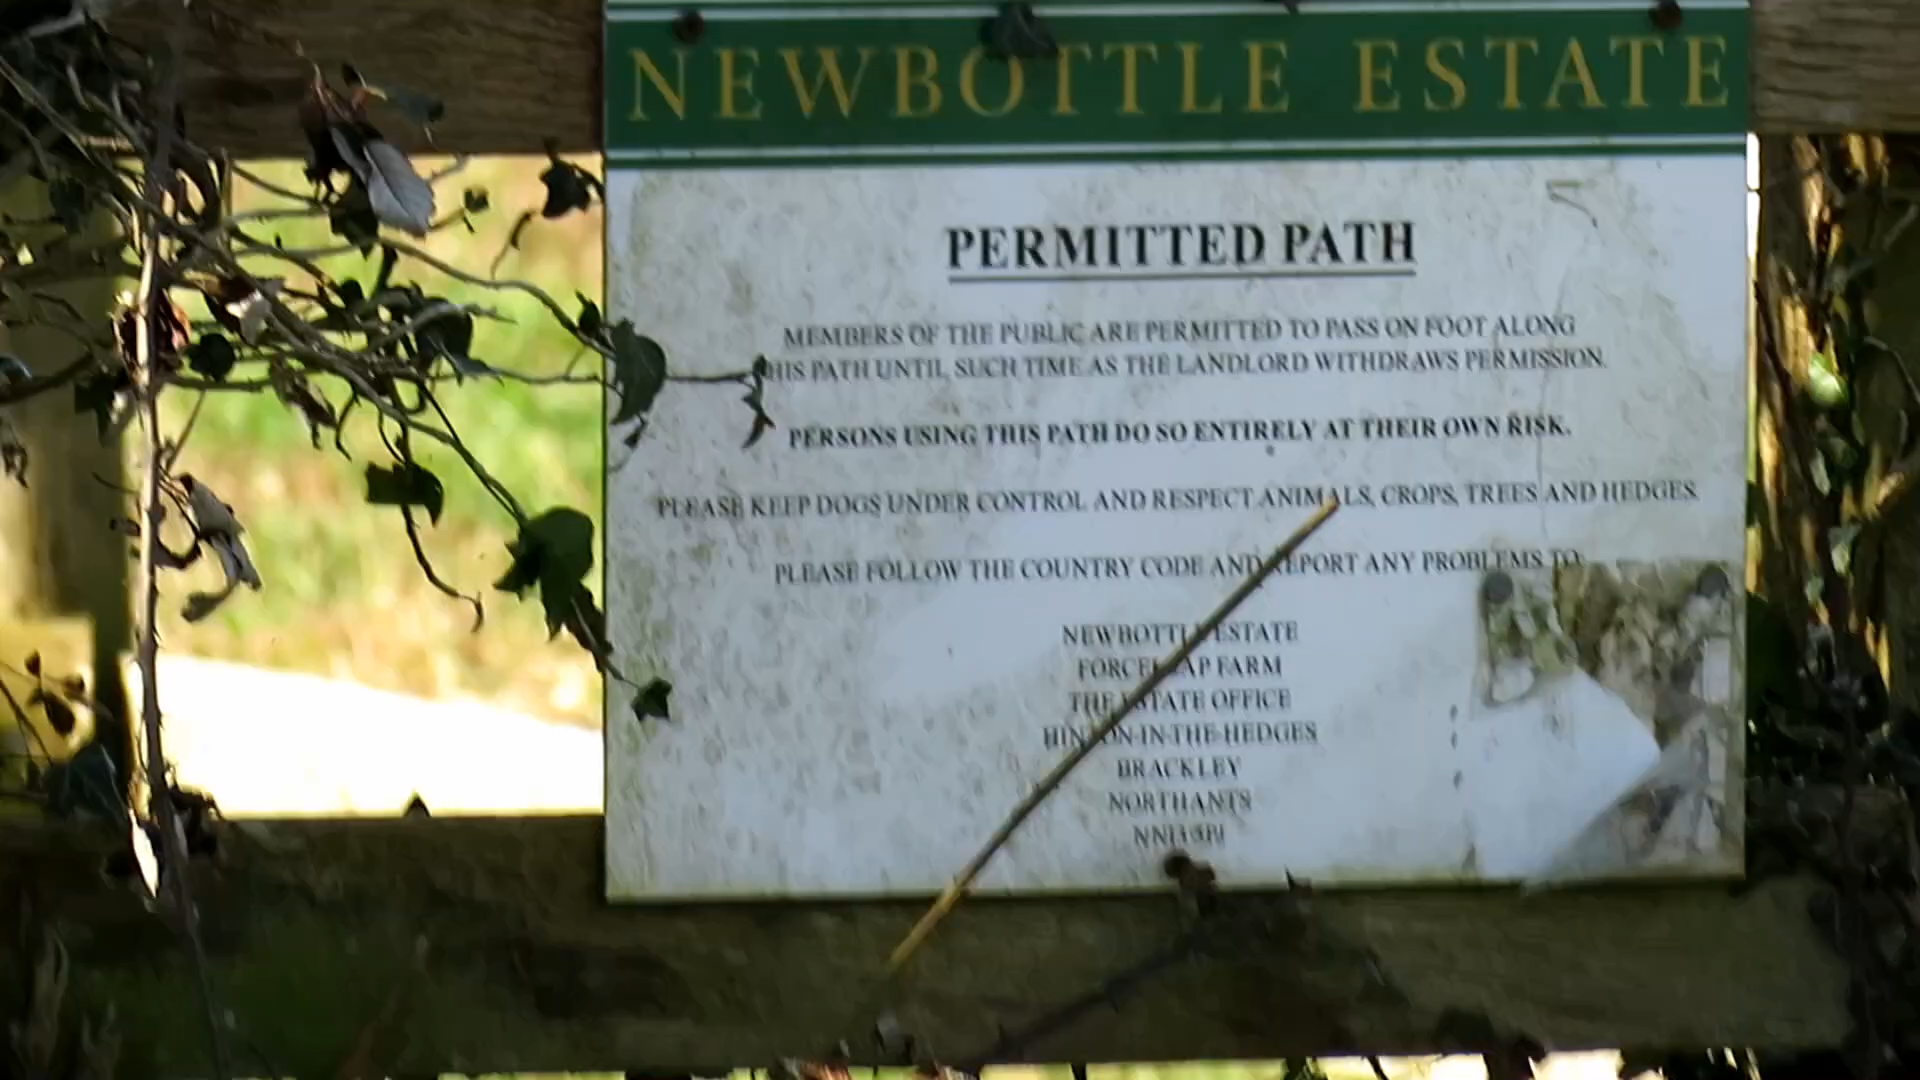 NEWBOTTLE ESTATE
PERMITTED PATH
MEMBERS OF THE PUBLIC ARE PERMITTED TO PASS ON FOOT ALONG
HIS PATH UNTIL SUCH TIME AS THE LANDLORD WITHDRAWS PERMISSION.
PERSONS USING THIS PATH DO SO ENTIRELY AT THEIR OWN RISK.
PLEASE KEEP DOGS UNDER CONTROL AND RESPECT ANIMALS, CROPS, TREES AND HEDGES.
PLEASE FOLLOW THE COUNTRY CODE AND REPORT ANY PROBLEMS TO:
NEWBOTTLE ESTATE
FARM
THE ESTATE OFFICE
HINTON-IN-THE-HEDGES
BRACKLEY
NORTHANTS
NN13